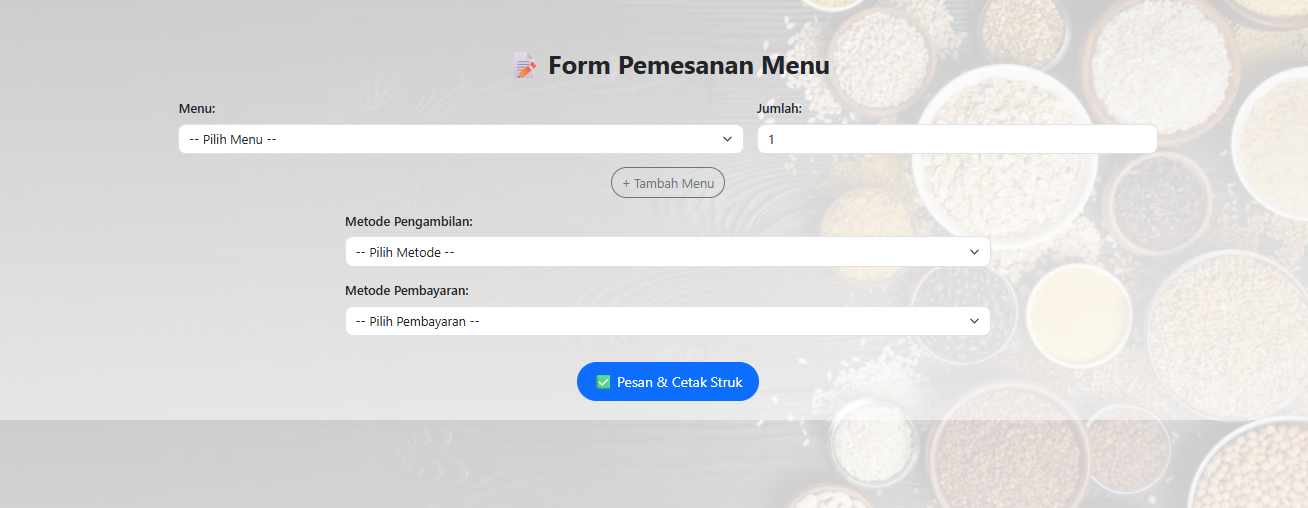 📝 Form Pemesanan Menu
Menu: Jumlah:
-- Pilih Menu -- 1
+ Tambah Menu
Metode Pengambilan:
-- Pilih Metode --
Metode Pembayaran:
-- Pilih Pembayaran --
✅ Pesan & Cetak Struk